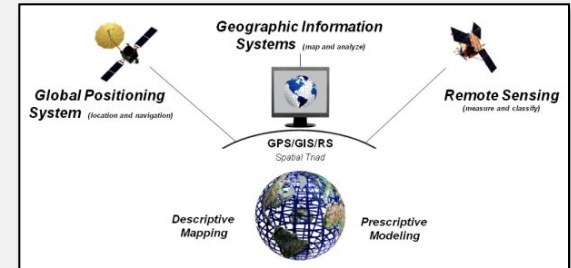 Geographic Information
Systems (map and analyze)
Global Positioning
System (location and navigation)
Remote Sensing
(measure and classify)
GPS/GIS/RS
Spatial Triad
Descriptive
Mapping
Prescriptive
Modeling